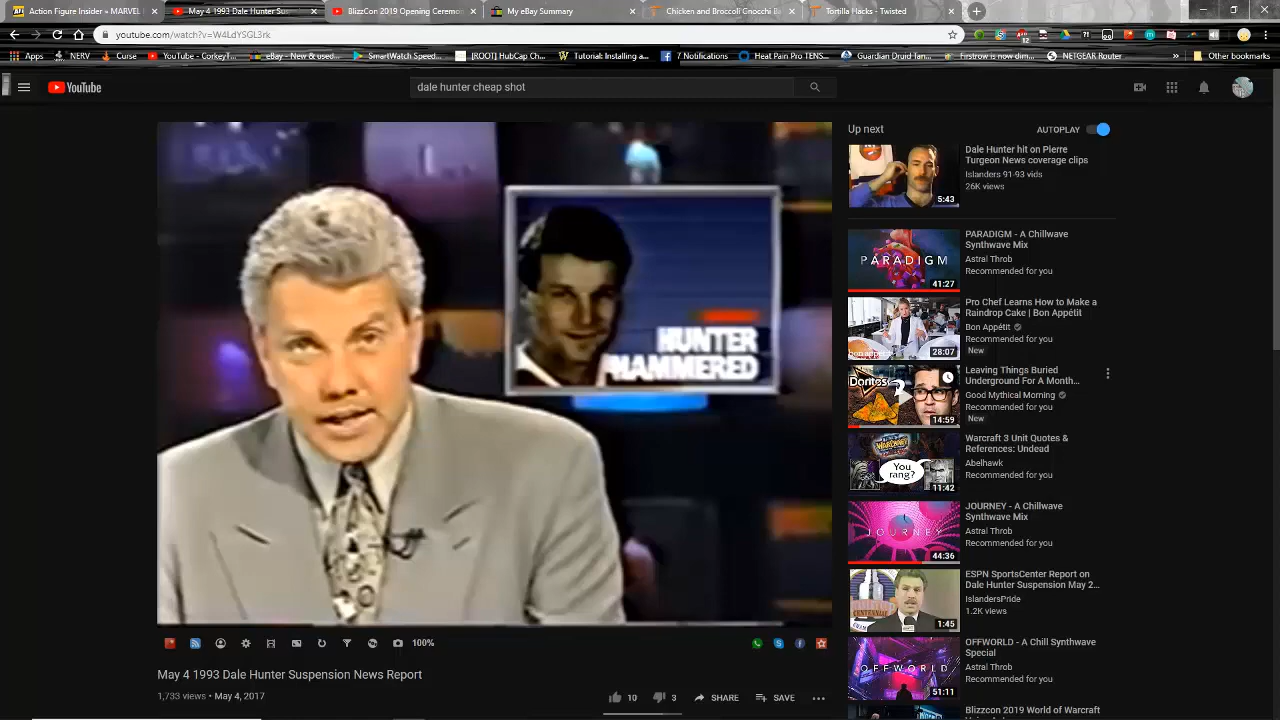 Action Figure Insider » MARVEL
May 4 1993 Dale Hunter Sus
BlizzCon 2019 Opening Ceremo
My eBay Summary
Chicken and Broccoli Gnocchi B
Tortilla Hacks - Twisted
youtube.com/watch?v=W4LdYSGL3rk
Apps
NERV
Curse
YouTube - CorkeyT...
eBay - New & used...
SmartWatch Speed...
[ROOT] HubCap Ch...
Tutorial: Installing a...
7 Notifications
Heat Pain Pro TENS...
Guardian Druid Tan...
Firstrow is now dim...
NETGEAR Router
»
Other bookmarks
YouTube
dale hunter cheap shot
HUNTER
HAMMERED
100%
May 4 1993 Dale Hunter Suspension News Report
1,733 views • May 4, 2017
10
3
SHARE
SAVE
Up next
AUTOPLAY
Dale Hunter hit on Pierre
Turgeon News coverage clips
Islanders 91-93 vids
26K views
5:43
PARADIGM - A Chillwave
Synthwave Mix
Astral Throb
Recommended for you
PARADIGM
41:27
Pro Chef Learns How to Make a
Raindrop Cake | Bon Appétit
Bon Appétit
Recommended for you
New
bon appétit
28:07
Leaving Things Buried
Underground For A Month...
Good Mythical Morning
Recommended for you
New
Doritos
14:59
Warcraft 3 Unit Quotes &
References: Undead
Abelhawk
Recommended for you
You
rang?
11:42
JOURNEY - A Chillwave
Synthwave Mix
Astral Throb
Recommended for you
JOURNEY
44:36
ESPN SportsCenter Report on
Dale Hunter Suspension May 2...
IslandersPride
1.2K views
1:45
OFFWORLD - A Chill Synthwave
Special
Astral Throb
Recommended for you
OFFWORLD
51:11
Blizzcon 2019 World of Warcraft